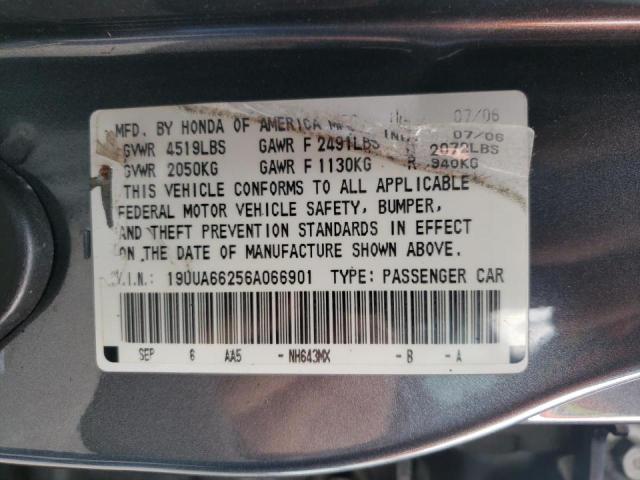 07/06
MFD. BY HONDA OF AMERICA MFG. 07/06
GVWR 4519LBS GAWR F 2491LBS R 2072LBS
GVWR 2050KG GAWR F 1130KG R 940KG
THIS VEHICLE CONFORMS TO ALL APPLICABLE
FEDERAL MOTOR VEHICLE SAFETY, BUMPER,
AND THEFT PREVENTION STANDARDS IN EFFECT
ON THE DATE OF MANUFACTURE SHOWN ABOVE.
V.I.N.: 19UUA66256A066901 TYPE: PASSENGER CAR
SEP 6 AA5 - NH643MX - B - A